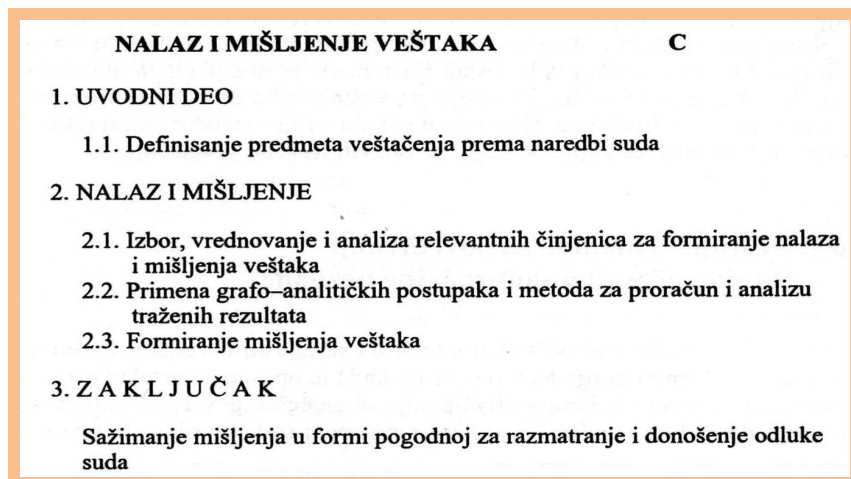 NALAZ I MIŠLJENJE VEŠTAKA C
1. UVODNI DEO
1.1. Definisanje predmeta veštačenja prema naredbi suda
2. NALAZ I MIŠLJENJE
2.1. Izbor, vrednovanje i analiza relevantnih činjenica za formiranje nalaza
i mišljenja veštaka
2.2. Primena grafo–analitičkih postupaka i metoda za proračun i analizu
traženih rezultata
2.3. Formiranje mišljenja veštaka
3. Z A K L J U Č A K
Sažimanje mišljenja u formi pogodnoj za razmatranje i donošenje odluke
suda